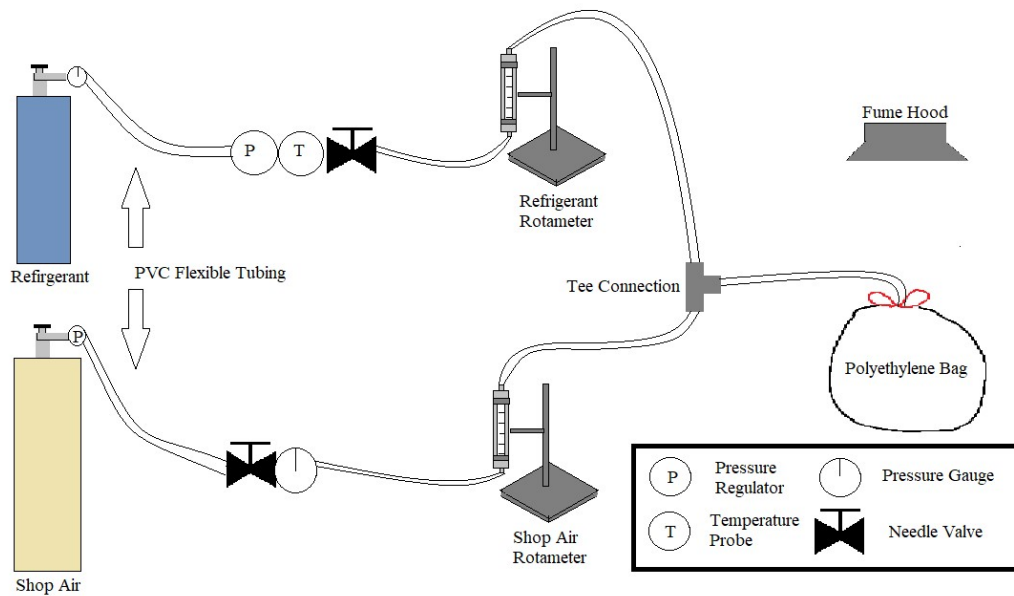 Fume Hood
P
T
Refrigerant
Rotameter
Refirgerant
PVC Flexible Tubing
Tee Connection
P
Polyethylene Bag
P
Pressure
Regulator
Pressure Gauge
T
Temperature
Probe
Needle Valve
Shop Air
Rotameter
Shop Air